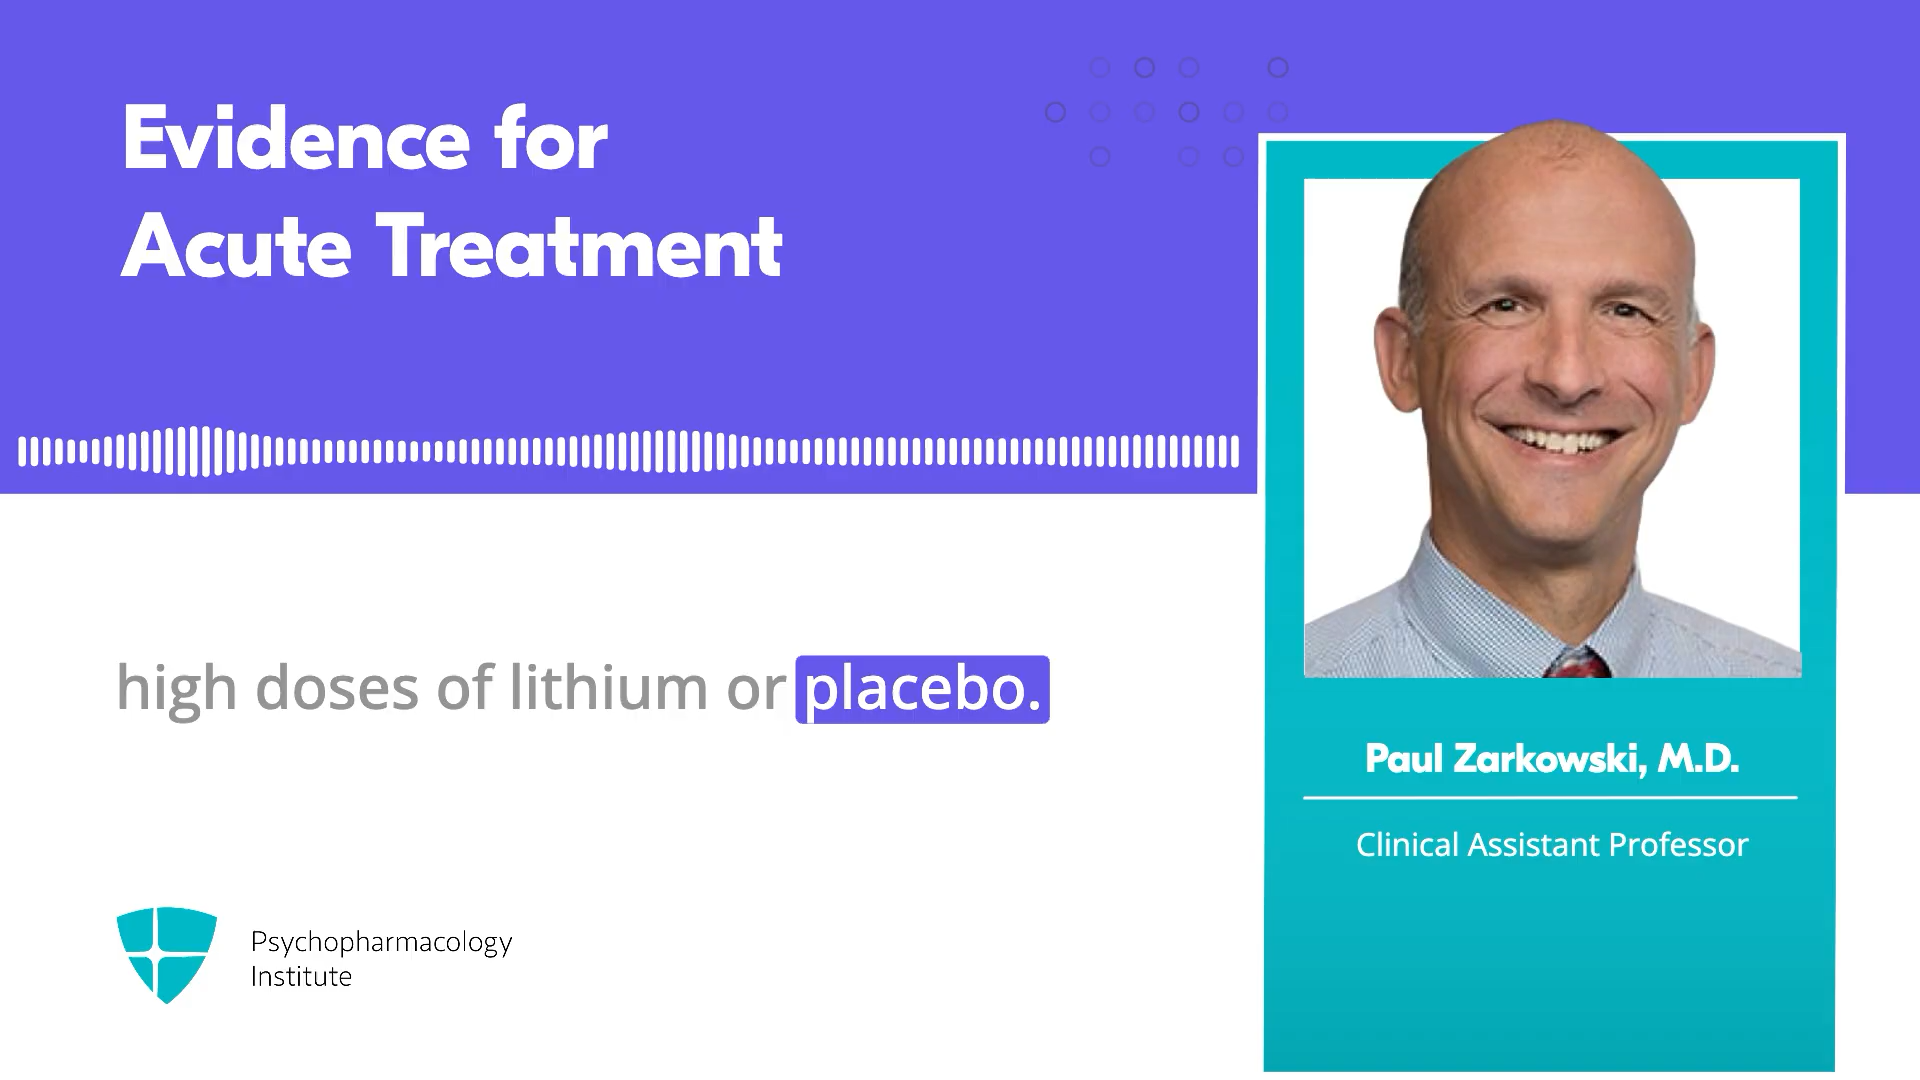 Evidence for
Acute Treatment
high doses of lithium or placebo.
Paul Zarkowski, M.D.
Clinical Assistant Professor
Psychopharmacology
Institute